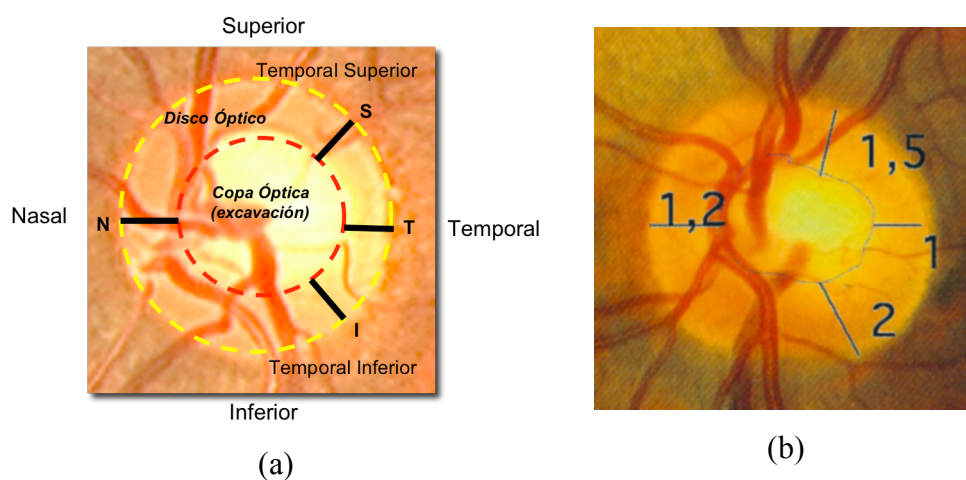 Superior
Temporal Superior
S
Disco Óptico
Copa Óptica
(excavación)
Nasal
N
T
Temporal
I
Temporal Inferior
Inferior
(a)
1,5
1,2
1
2
(b)